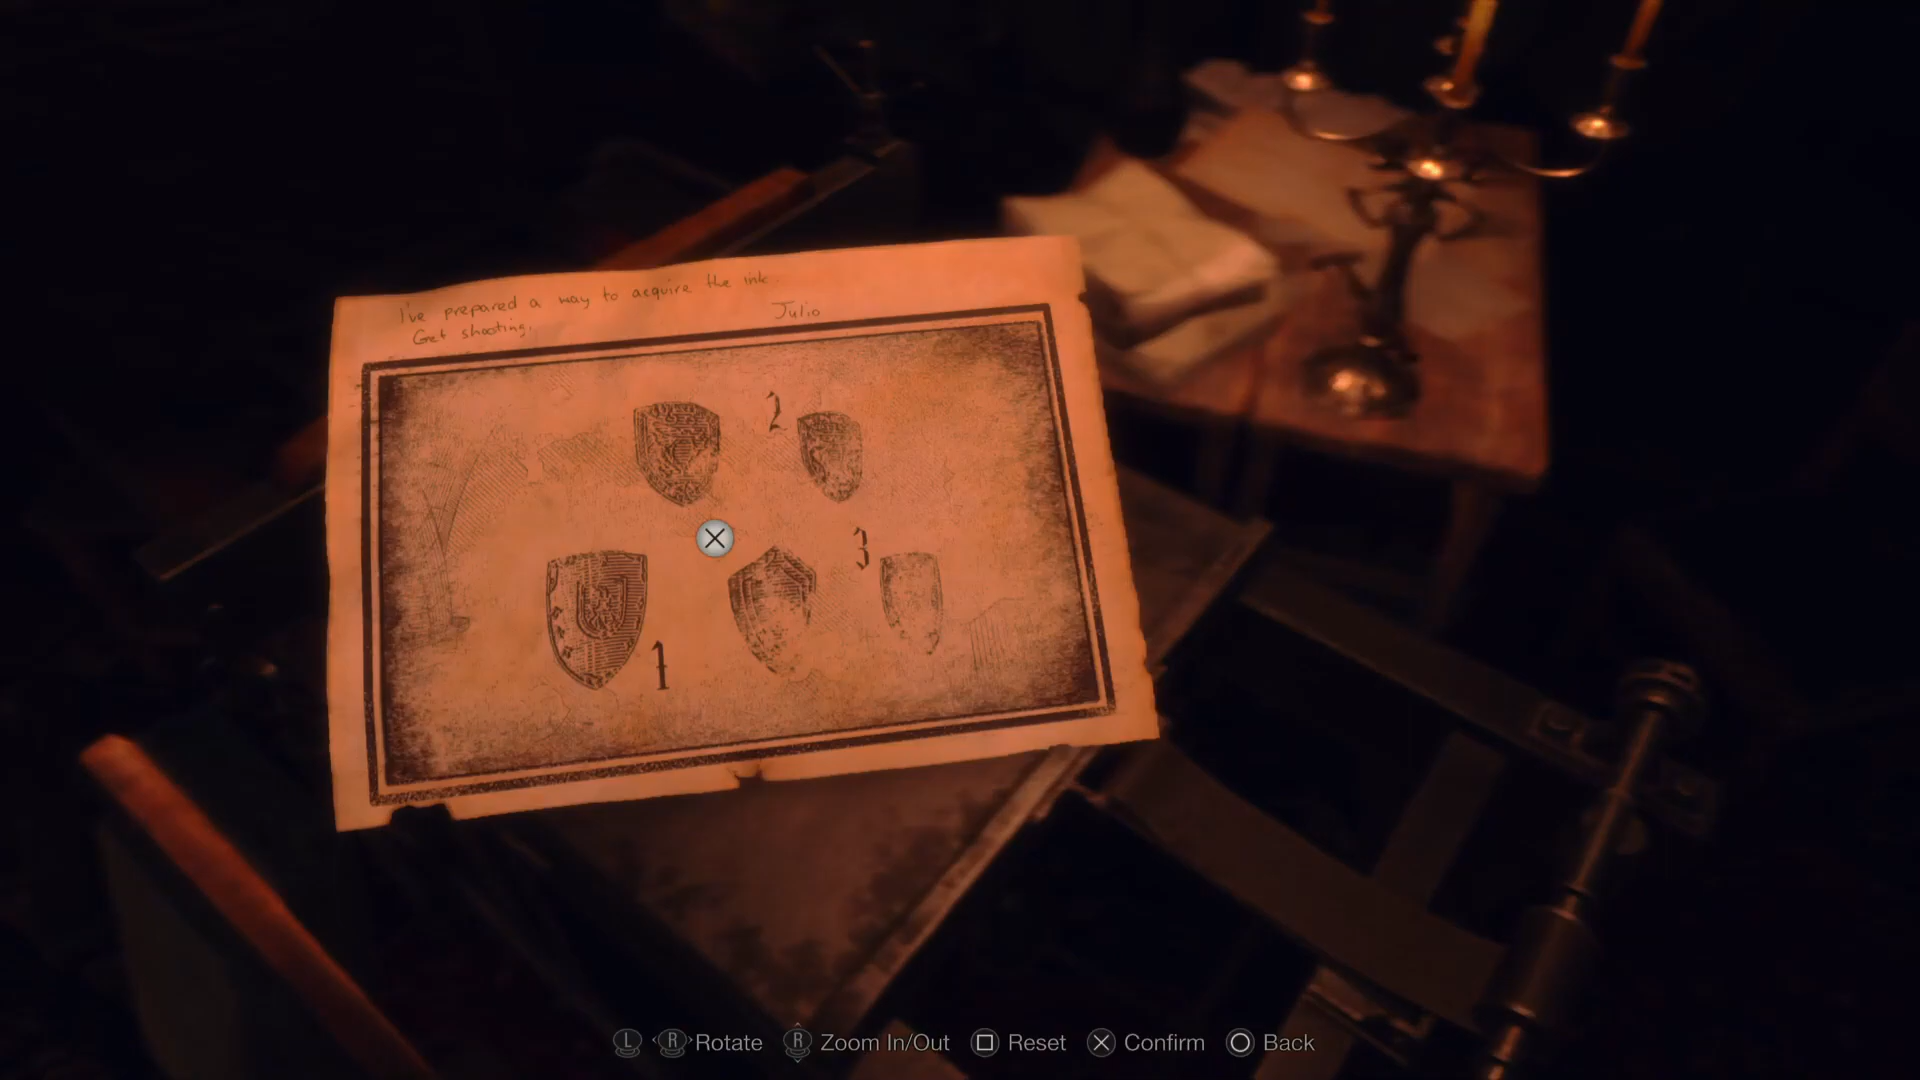 I've prepared a way to acquire the ink.
Get shooting.
Julio
2
3
1
L R Rotate R Zoom In/Out Reset Confirm Back